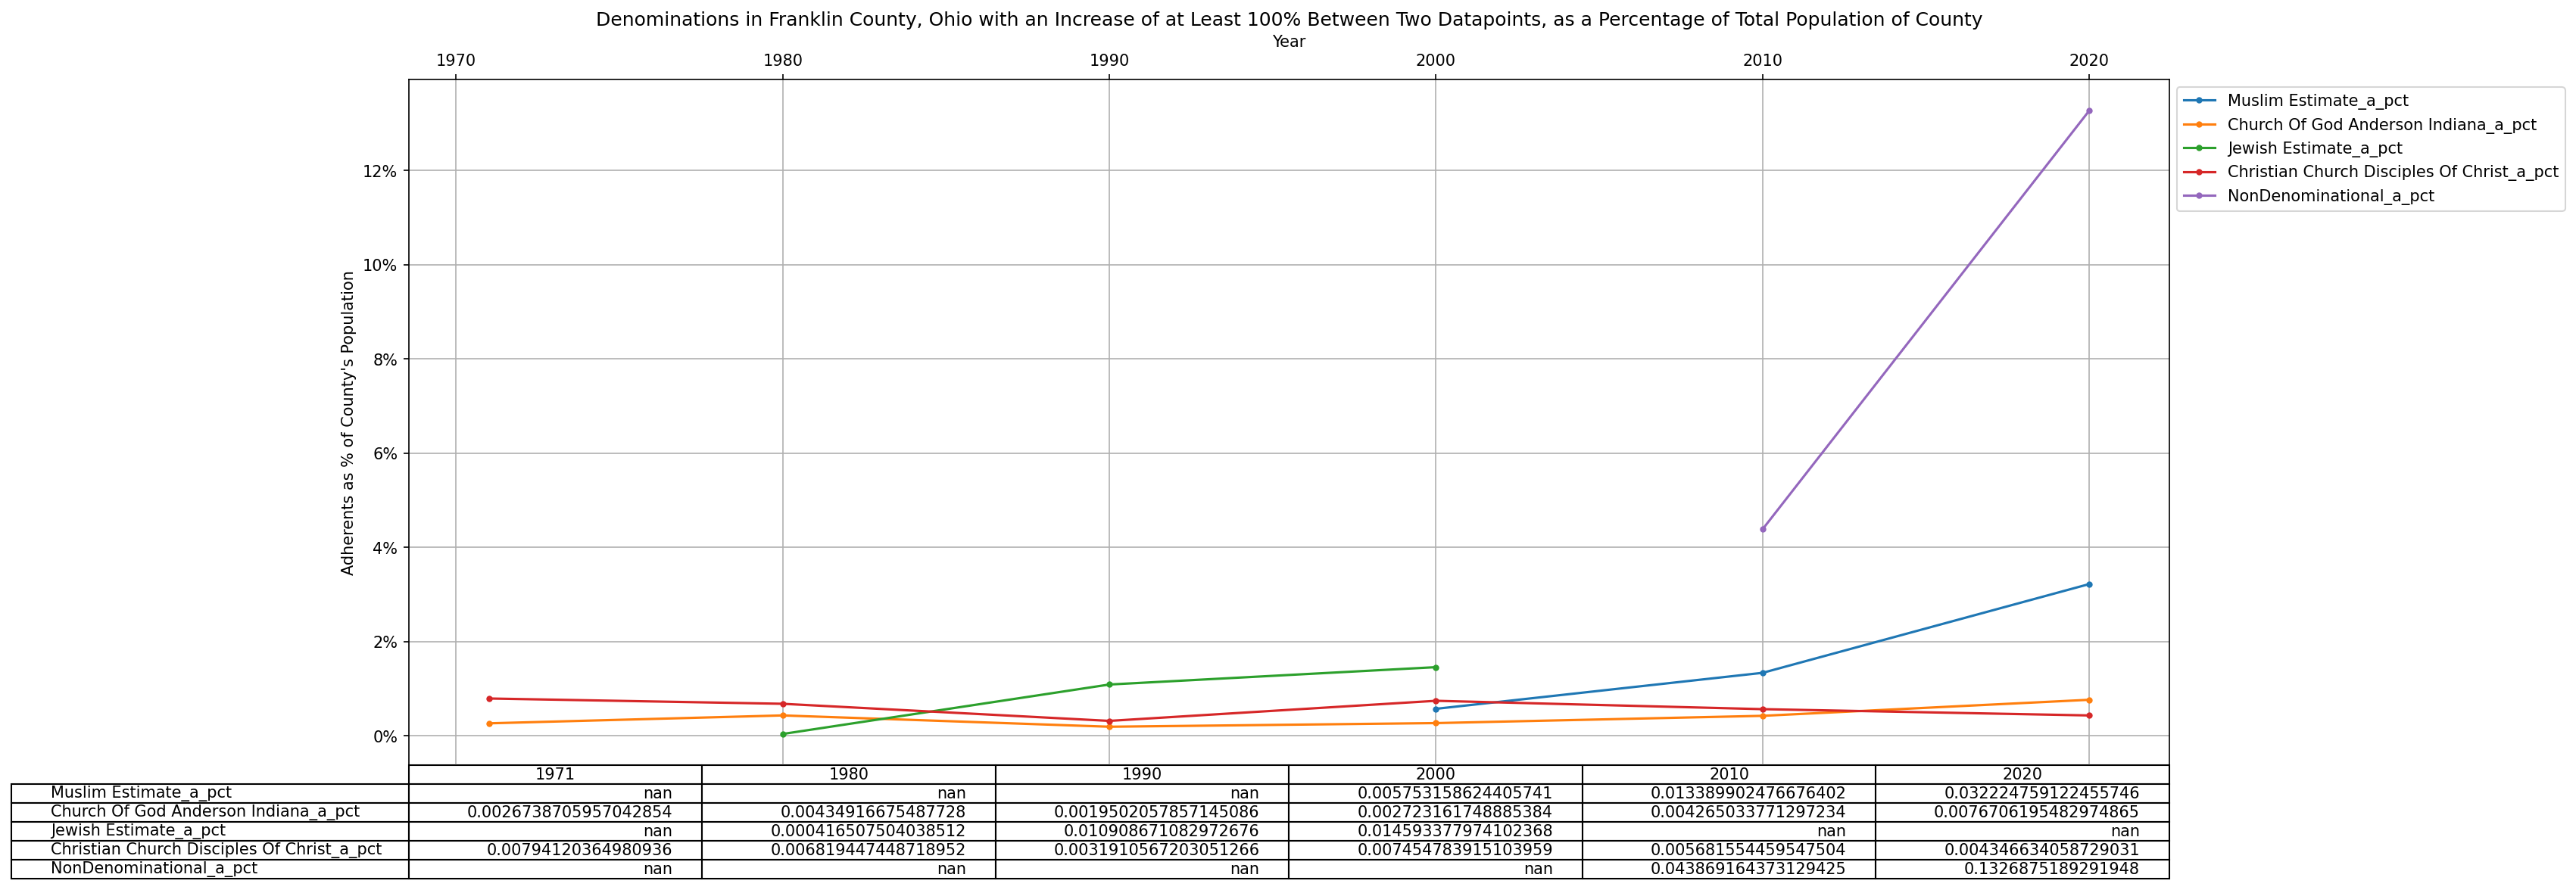 Denominations in Franklin County, Ohio with an Increase of at Least 100% Between Two Datapoints, as a Percentage of Total Population of County
Year
1970 1980 1990 2000 2010 2020
Muslim Estimate_a_pct
Church Of God Anderson Indiana_a_pct
Jewish Estimate_a_pct
Christian Church Disciples Of Christ_a_pct
NonDenominational_a_pct
Adherents as % of County's Population
12%
10%
8%
6%
4%
2%
0%
1971 1980 1990 2000 2010 2020
Muslim Estimate_a_pct nan nan nan 0.005753158624405741 0.013389902476676402 0.032224759122455746
Church Of God Anderson Indiana_a_pct 0.0026738705957042854 0.00434916675487728 0.0019502057857145086 0.002723161748885384 0.004265033771297234 0.0076706195482974865
Jewish Estimate_a_pct nan 0.000416507504038512 0.010908671082972676 0.014593377974102368 nan nan
Christian Church Disciples Of Christ_a_pct 0.00794120364980936 0.006819447448718952 0.0031910567203051266 0.007454783915103959 0.005681554459547504 0.004346634058729031
NonDenominational_a_pct nan nan nan nan 0.043869164373129425 0.1326875189291948